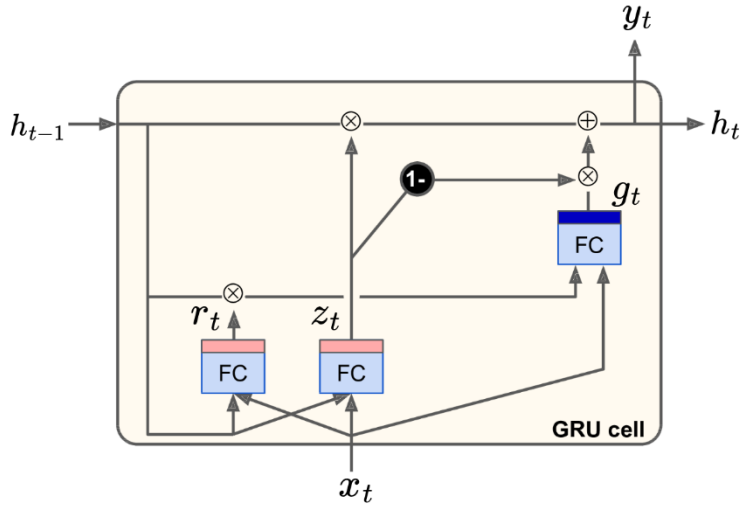 y_t
h_{t-1}
⊗
⊕
h_t
1-
⊗
g_t
FC
⊗
r_t
z_t
FC
FC
GRU cell
x_t